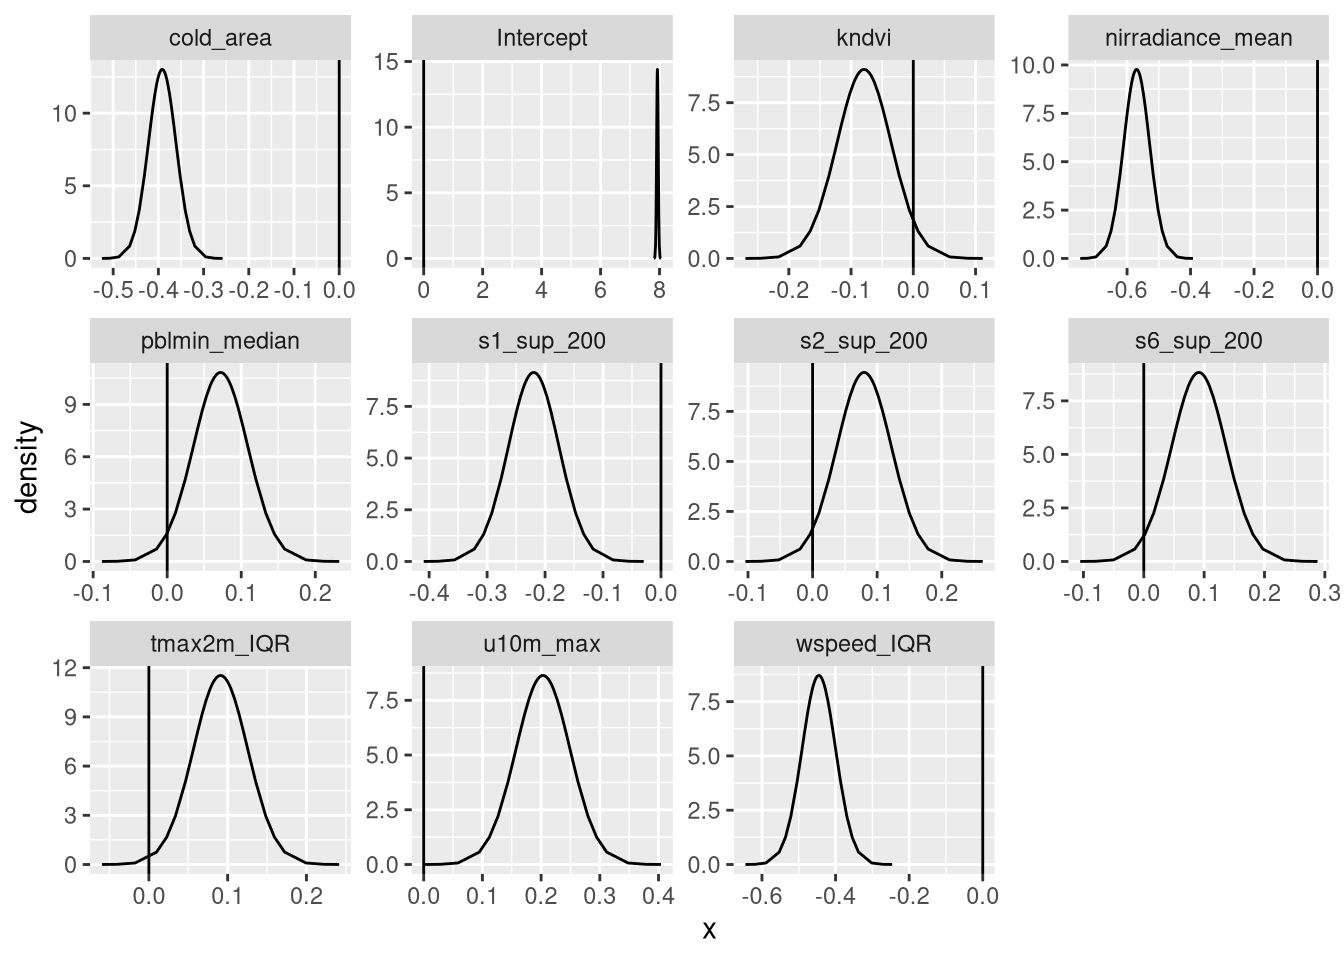 cold_area Intercept kndvi nirradiance_mean
10
5
0
15
10
5
0
7.5
5.0
2.5
0.0
10.0
7.5
5.0
2.5
0.0
-0.5 -0.4 -0.3 -0.2 -0.1 0.0
0 2 4 6 8
-0.2 -0.1 0.0 0.1
-0.6 -0.4 -0.2 0.0
pblmin_median s1_sup_200 s2_sup_200 s6_sup_200
9
6
3
0
7.5
5.0
2.5
0.0
7.5
5.0
2.5
0.0
7.5
5.0
2.5
0.0
-0.1 0.0 0.1 0.2
-0.4 -0.3 -0.2 -0.1 0.0
-0.1 0.0 0.1 0.2
-0.1 0.0 0.1 0.2 0.3
tmax2m_IQR u10m_max wspeed_IQR
12
9
6
3
0
7.5
5.0
2.5
0.0
7.5
5.0
2.5
0.0
0.0 0.1 0.2
0.0 0.1 0.2 0.3 0.4
-0.6 -0.4 -0.2 0.0
density
x